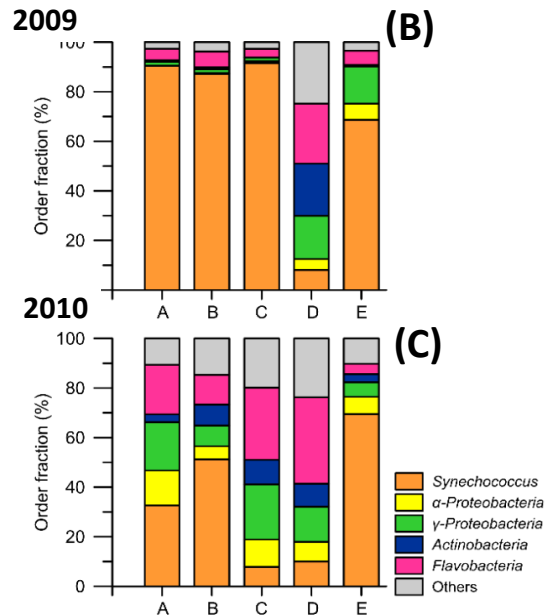 2009
(B)
100
80
60
40
20
Order fraction (%)
A B C D E
2010
(C)
100
80
60
40
20
0
Order fraction (%)
A B C D E
Synechococcus
α-Proteobacteria
γ-Proteobacteria
Actinobacteria
Flavobacteria
Others